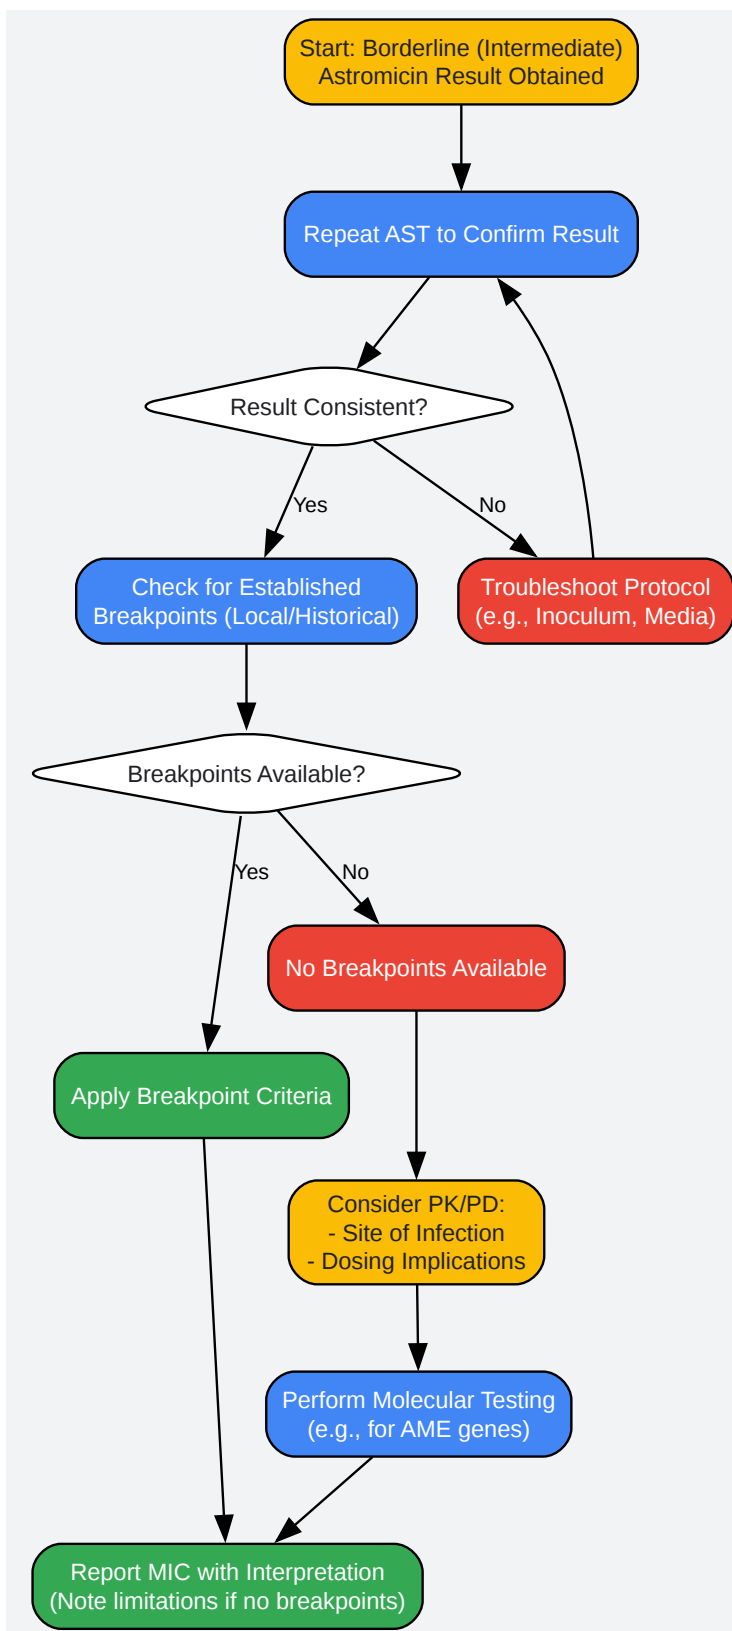 Start: Borderline (Intermediate)
Astromicin Result Obtained
Repeat AST to Confirm Result
Result Consistent?
Yes
No
Check for Established
Breakpoints (Local/Historical)
Troubleshoot Protocol
(e.g., Inoculum, Media)
Breakpoints Available?
Yes
No
No Breakpoints Available
Apply Breakpoint Criteria
Consider PK/PD:
- Site of Infection
- Dosing Implications
Perform Molecular Testing
(e.g., for AME genes)
Report MIC with Interpretation
(Note limitations if no breakpoints)